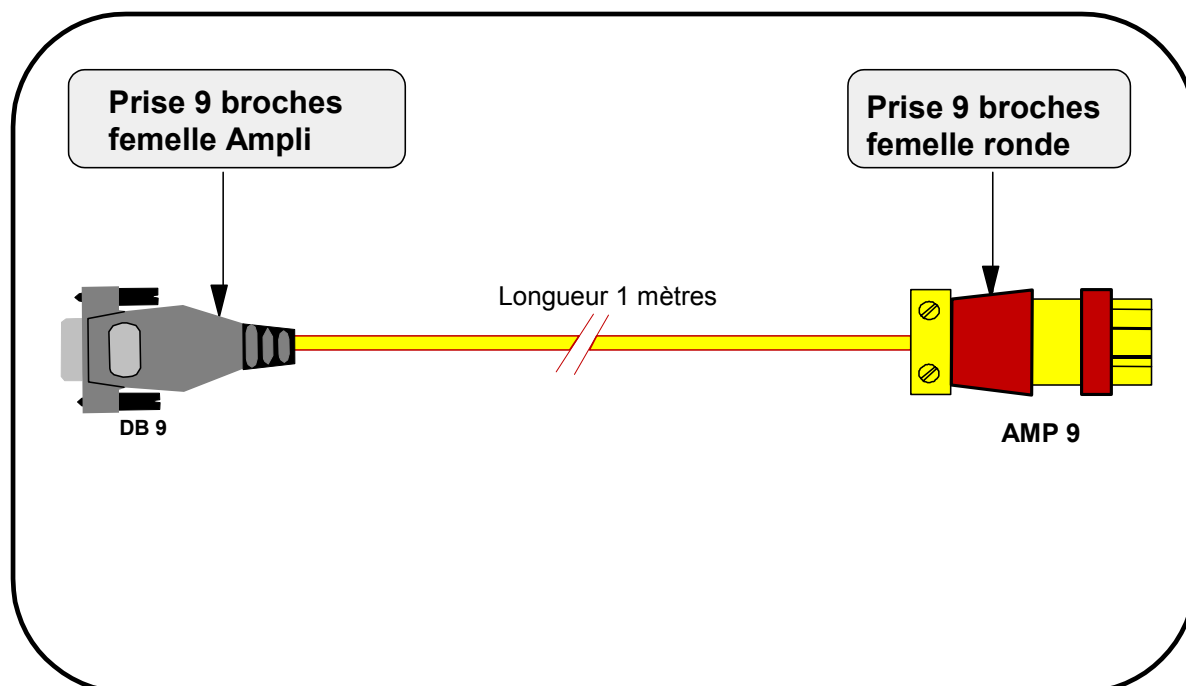 Prise 9 broches
femelle Ampli
Prise 9 broches
femelle ronde
Longueur 1 mètres
DB 9
AMP 9